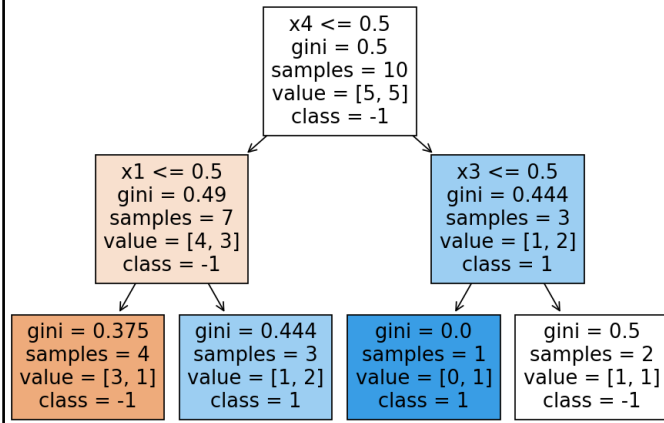 x4 <= 0.5
gini = 0.5
samples = 10
value = [5, 5]
class = -1
x1 <= 0.5
gini = 0.49
samples = 7
value = [4, 3]
class = -1
x3 <= 0.5
gini = 0.444
samples = 3
value = [1, 2]
class = 1
gini = 0.375
samples = 4
value = [3, 1]
class = -1
gini = 0.444
samples = 3
value = [1, 2]
class = 1
gini = 0.0
samples = 1
value = [0, 1]
class = 1
gini = 0.5
samples = 2
value = [1, 1]
class = -1